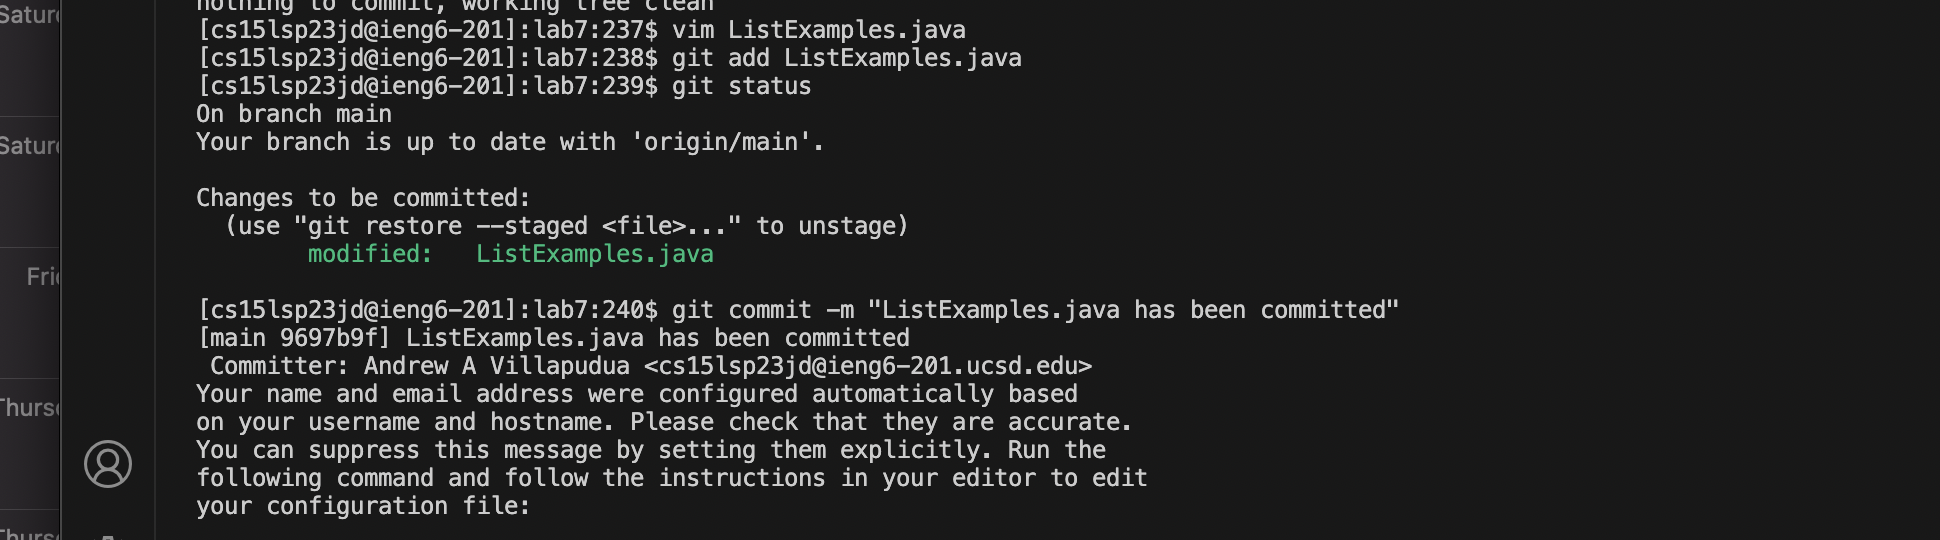 nothing to commit, working tree clean
[cs15lsp23jd@ieng6-201]:lab7:237$ vim ListExamples.java
[cs15lsp23jd@ieng6-201]:lab7:238$ git add ListExamples.java
[cs15lsp23jd@ieng6-201]:lab7:239$ git status
On branch main
Your branch is up to date with 'origin/main'.
Changes to be committed:
(use "git restore --staged <file>..." to unstage)
modified: ListExamples.java
[cs15lsp23jd@ieng6-201]:lab7:240$ git commit -m "ListExamples.java has been committed"
[main 9697b9f] ListExamples.java has been committed
Committer: Andrew A Villapudua <cs15lsp23jd@ieng6-201.ucsd.edu>
Your name and email address were configured automatically based
on your username and hostname. Please check that they are accurate.
You can suppress this message by setting them explicitly. Run the
following command and follow the instructions in your editor to edit
your configuration file: